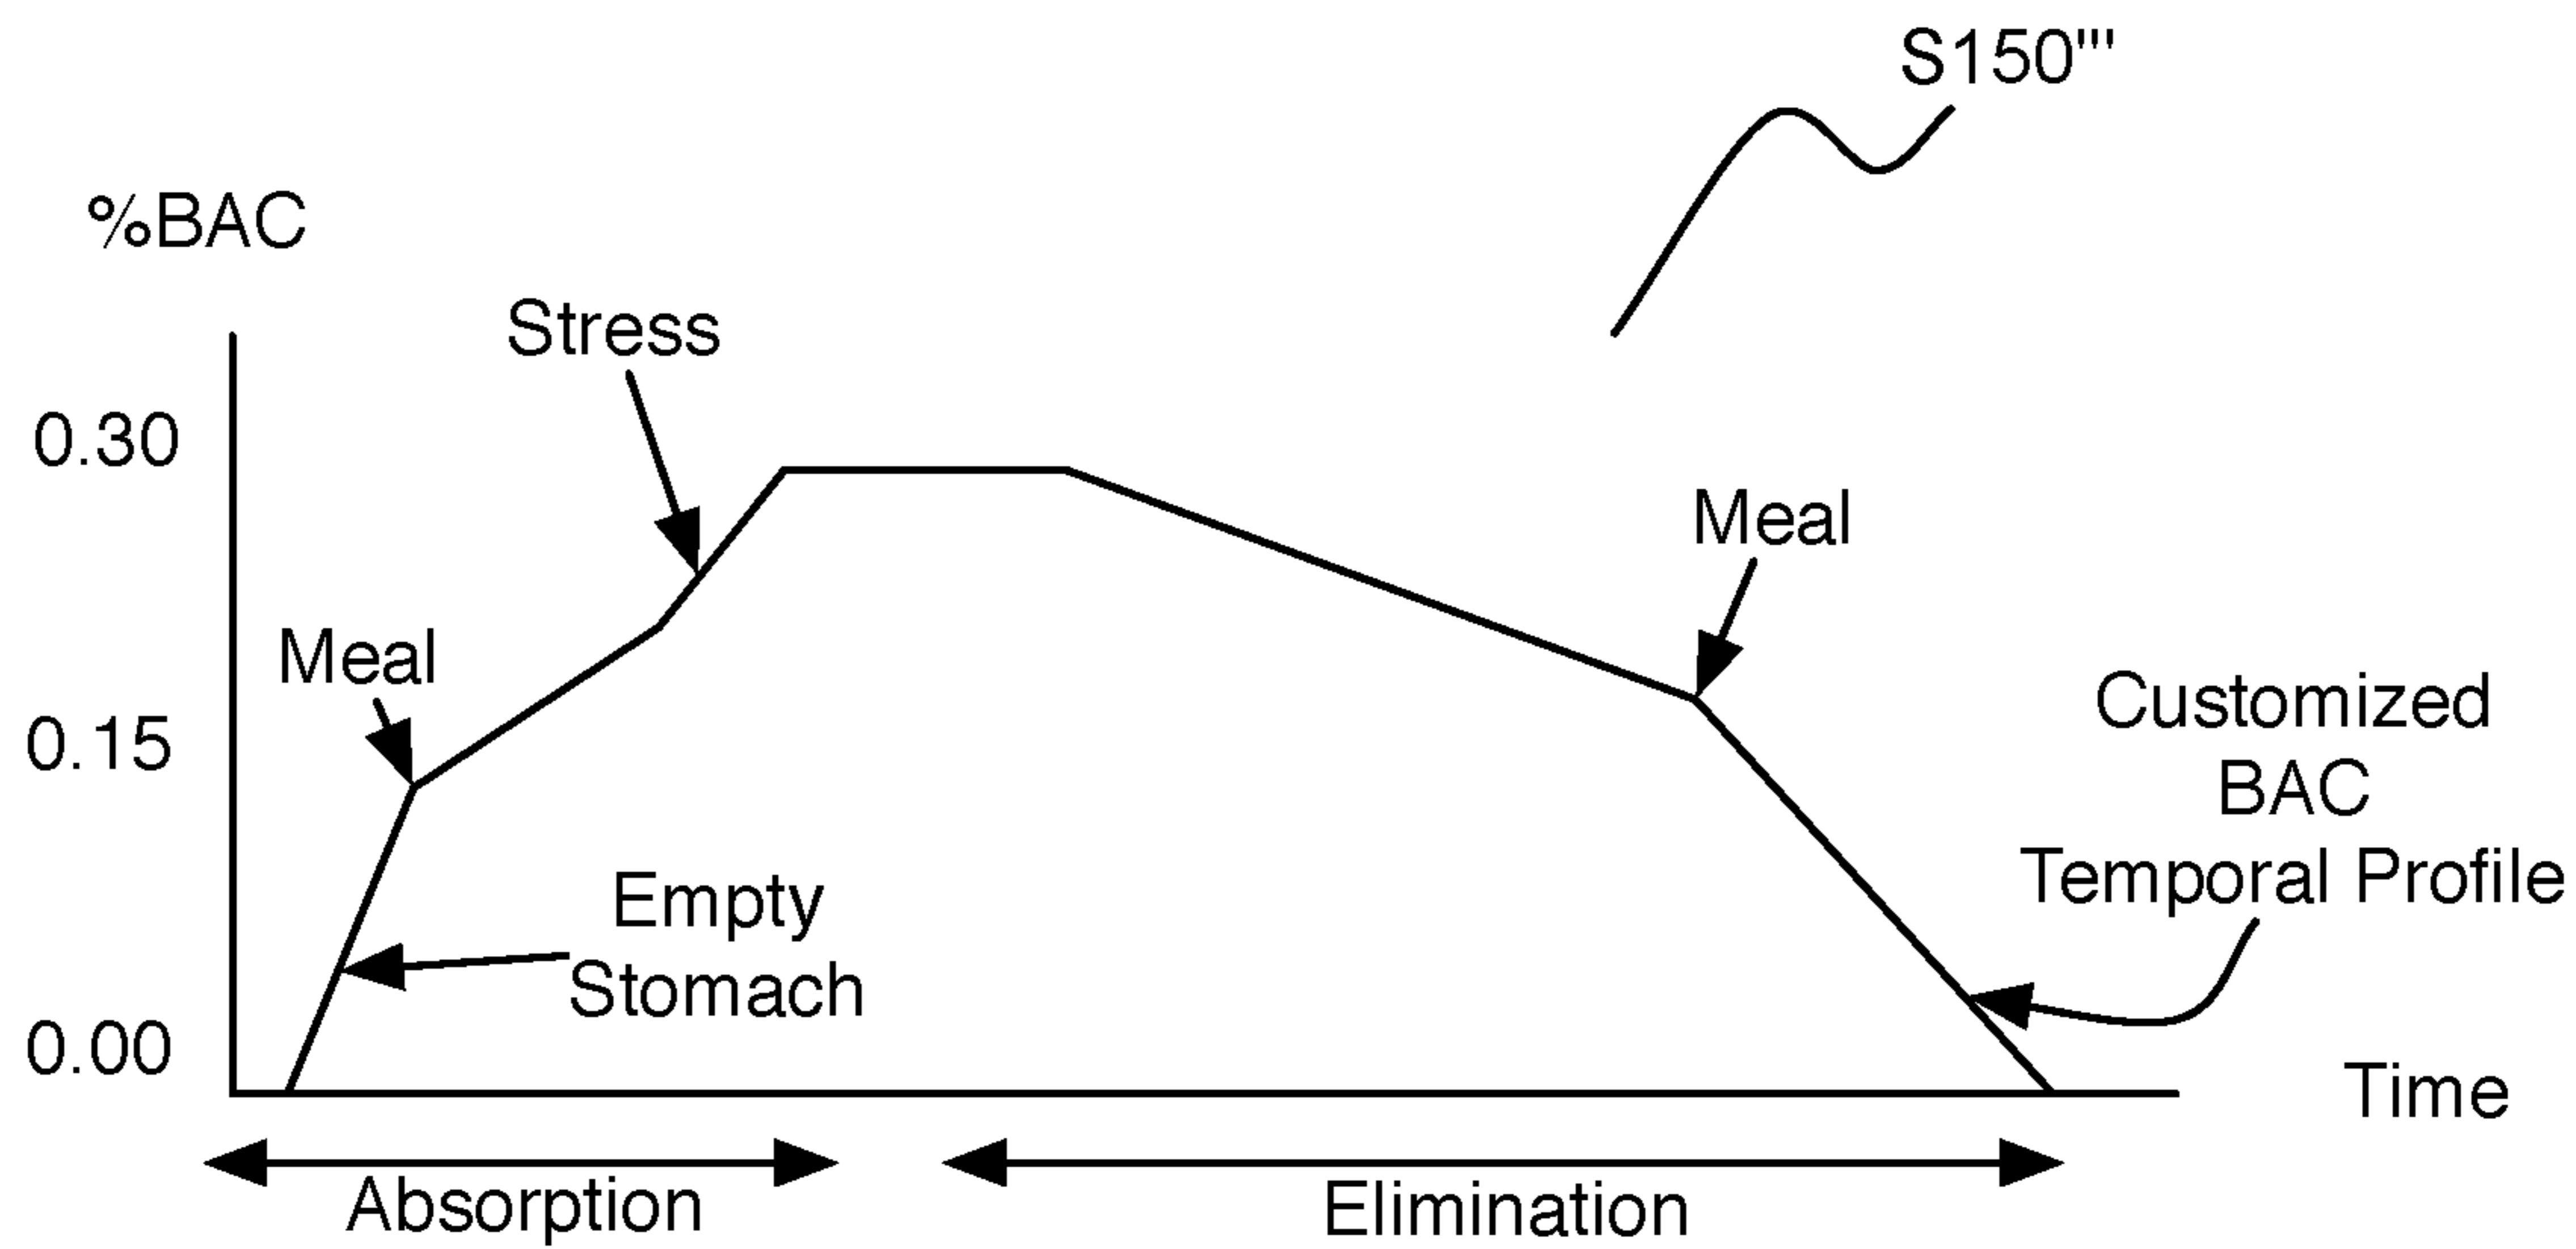 S150'''
%BAC
Stress
0.30
Meal
Meal
0.15
Customized
BAC
Temporal Profile
Empty
Stomach
0.00
Time
Absorption
Elimination